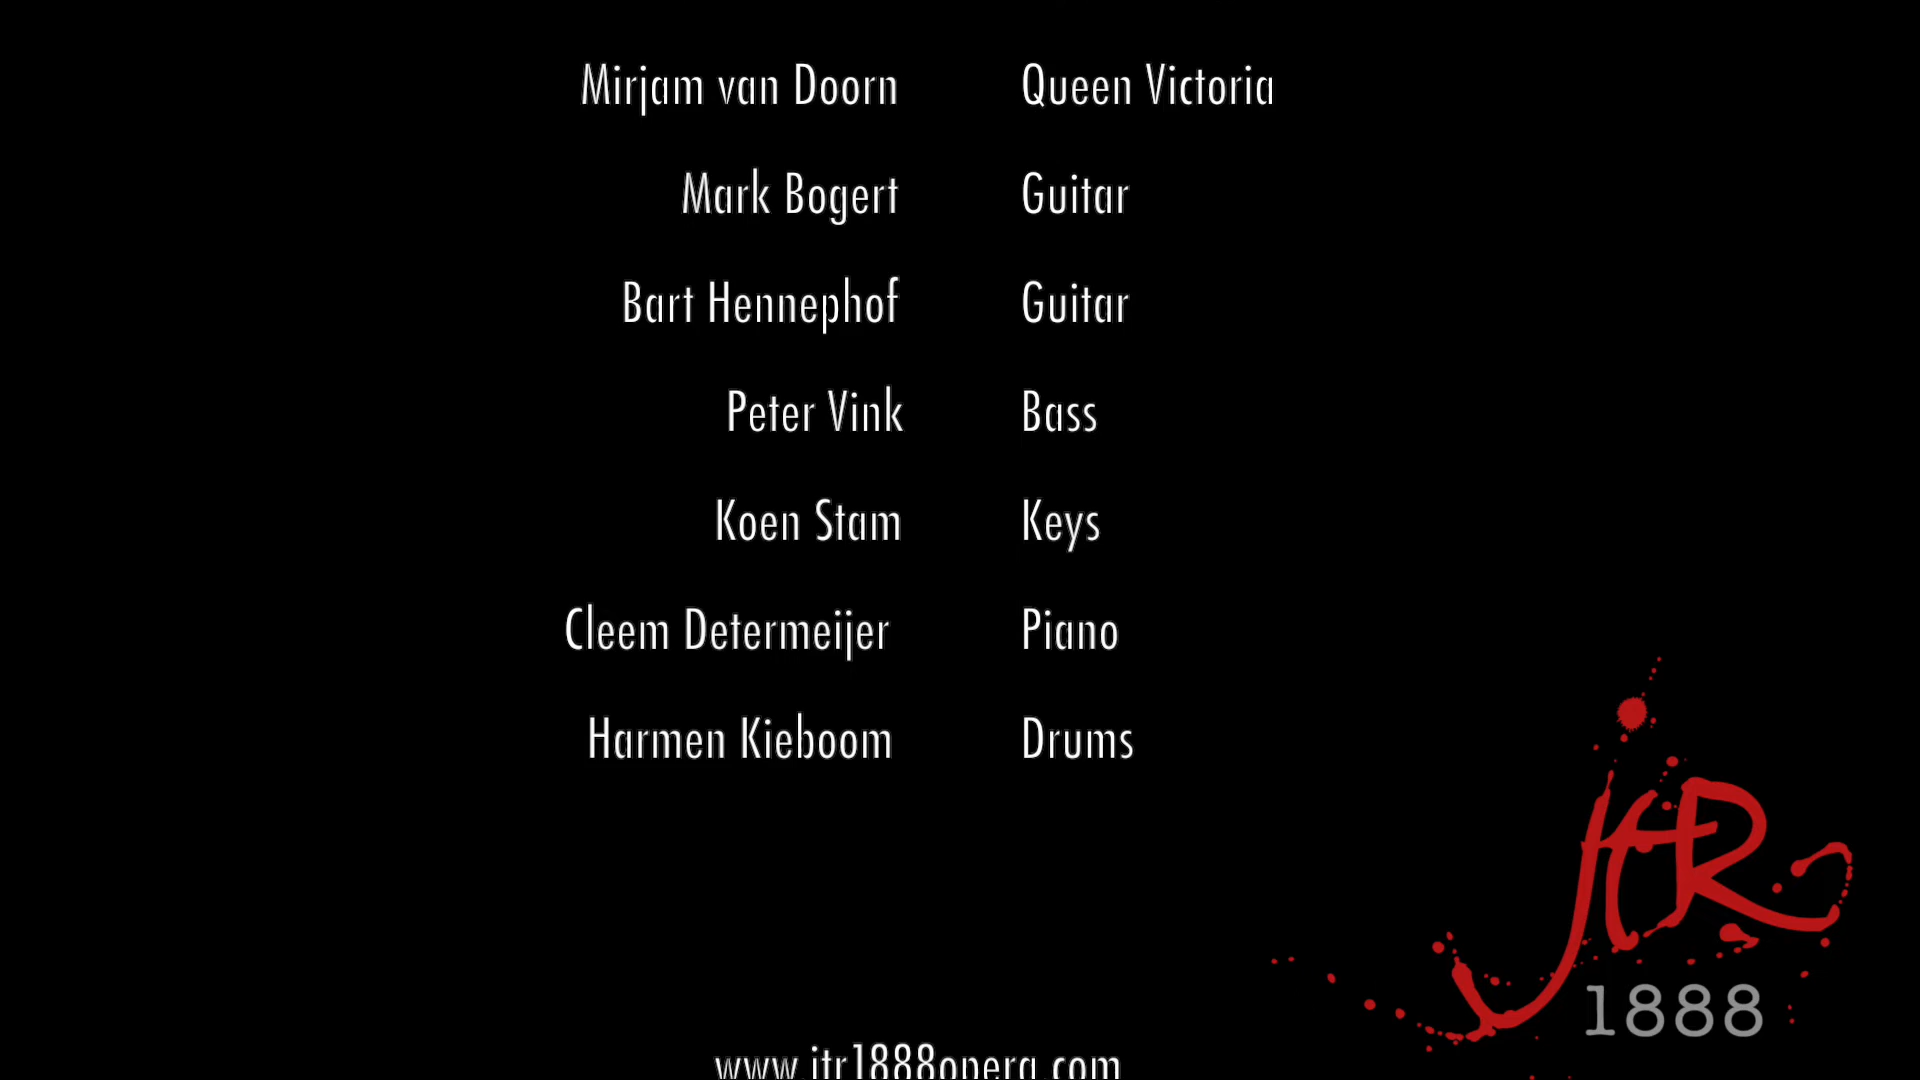 Mirjam van Doorn Queen Victoria
Mark Bogert Guitar
Bart Hennephof Guitar
Peter Vink Bass
Koen Stam Keys
Cleem Determeijer Piano
Harmen Kieboom Drums
JtR
1888
www.jtr1888opera.com